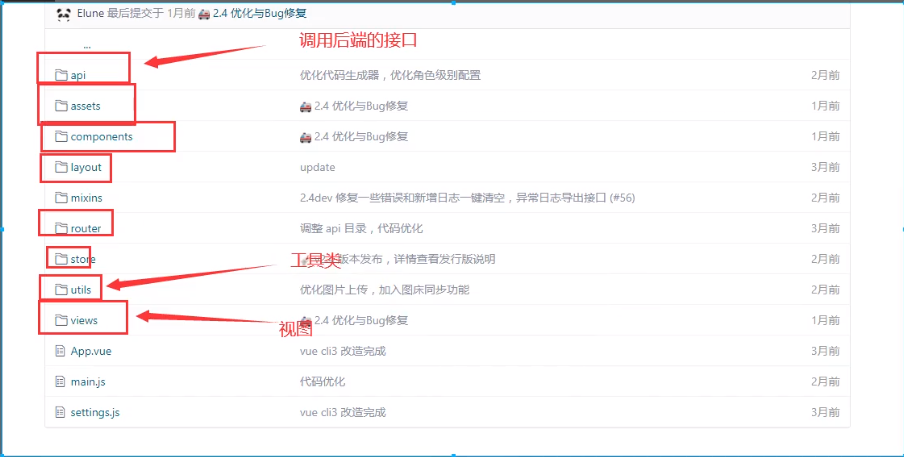 Elune 最后提交于 1月前 2.4 优化与Bug修复
...
调用后端的接口
api 优化代码生成器，优化角色级别配置 2月前
assets 2.4 优化与Bug修复 1月前
components 2.4 优化与Bug修复 1月前
layout update 3月前
mixins 2.4dev 修复一些错误和新增日志一键清空，异常日志导出接口 (#56) 2月前
router 调整 api 目录，代码优化 3月前
store 版本发布，详情查看发行版说明 2月前
工具类
utils 优化图片上传，加入图床同步功能 2月前
views 2.4 优化与Bug修复 1月前
视图
App.vue vue cli3 改造完成 3月前
main.js 代码优化 2月前
settings.js vue cli3 改造完成 3月前